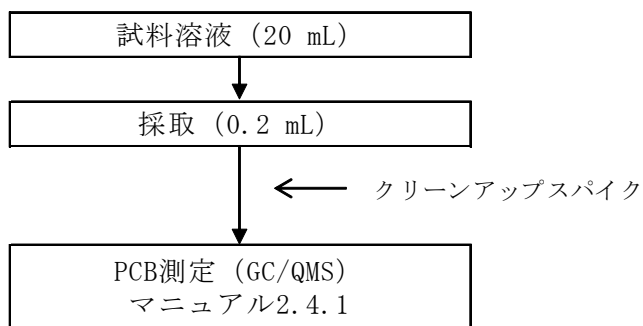 試料溶液 (20 mL)
採取 (0.2 mL)
クリーンアップスパイク
PCB測定 (GC/QMS)
マニュアル2.4.1